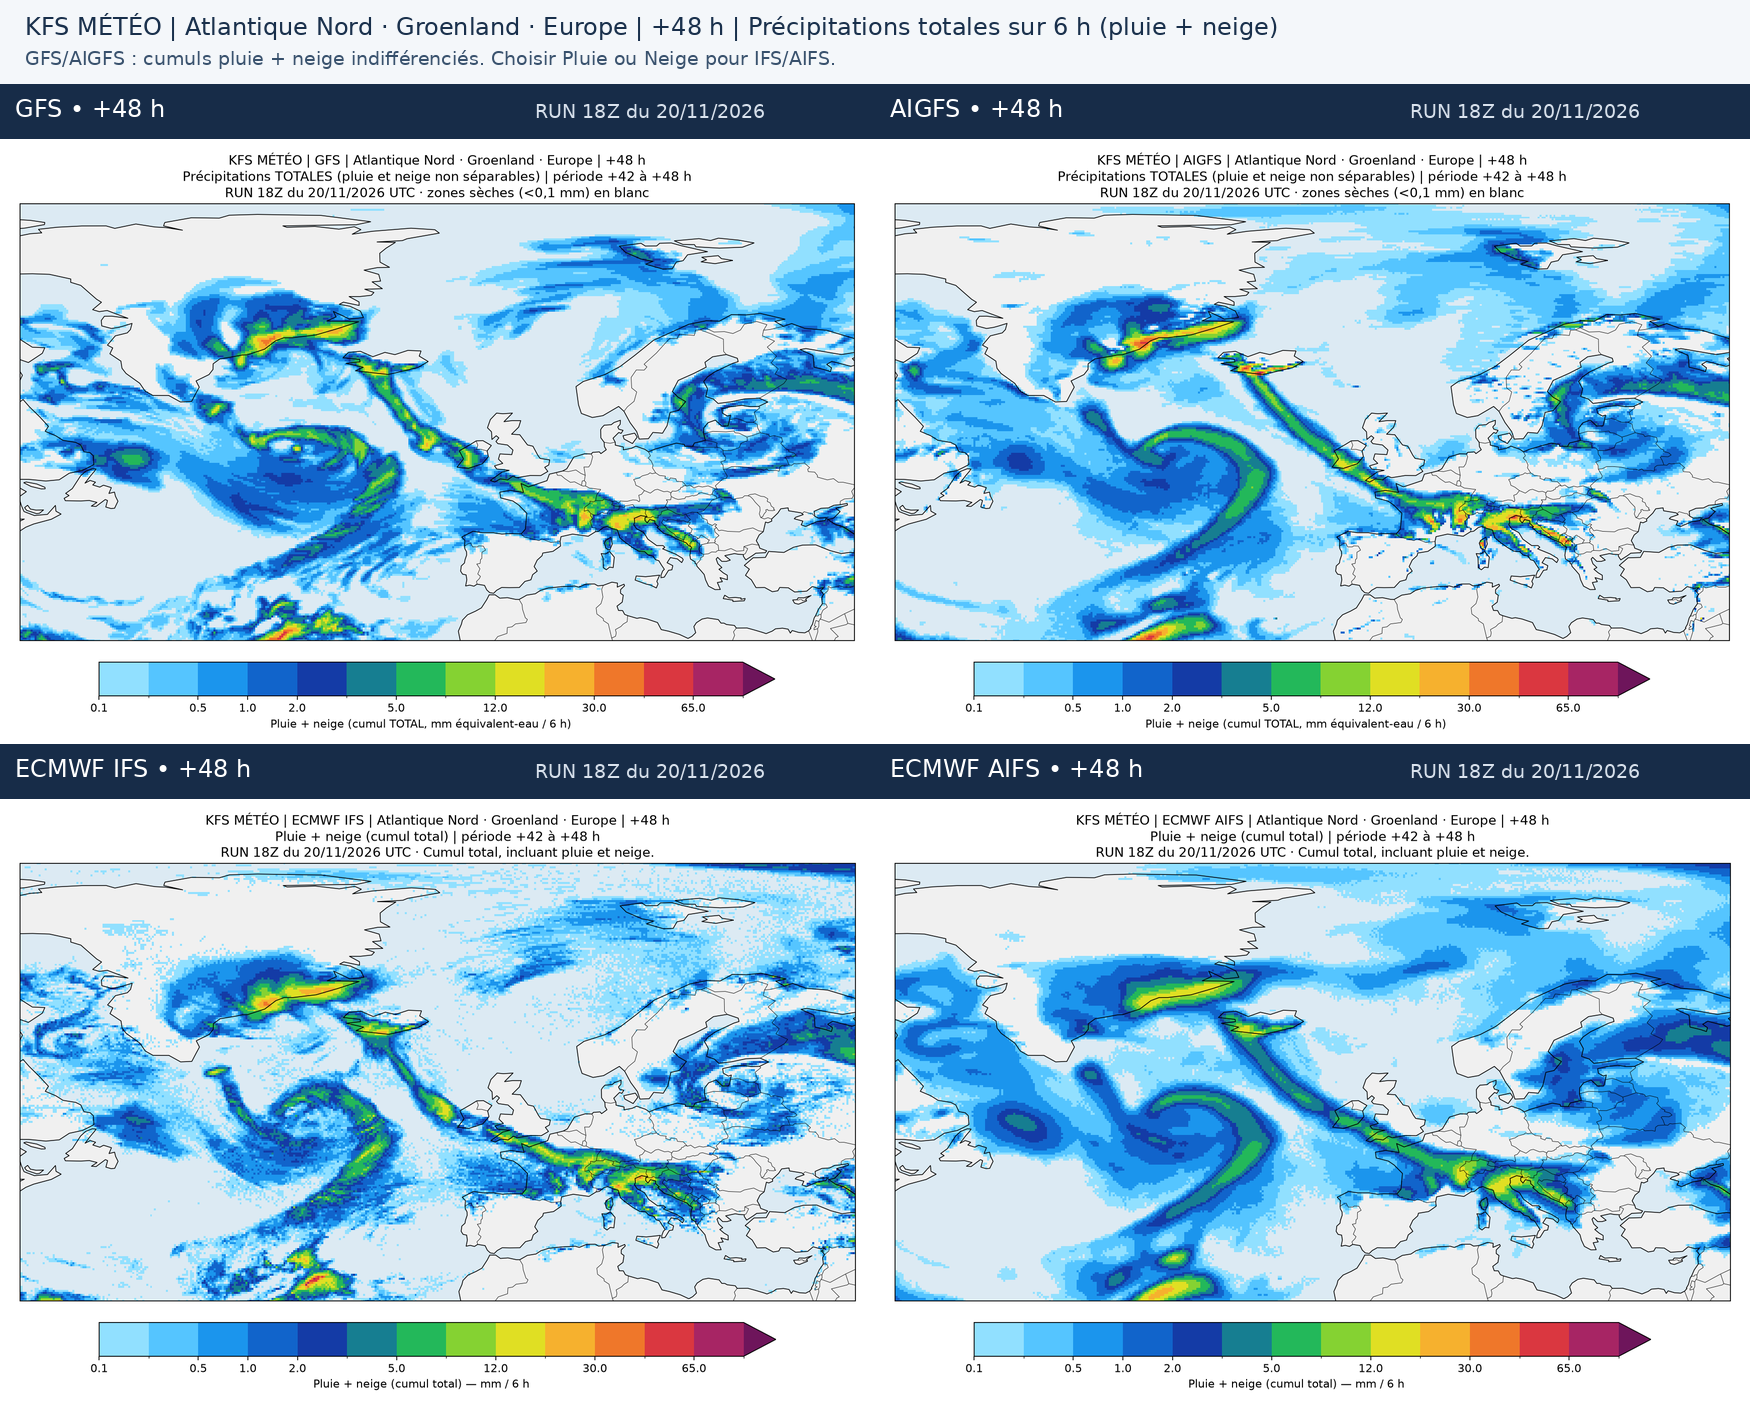 KFS MÉTÉO | Atlantique Nord · Groenland · Europe | +48 h | Précipitations totales sur 6 h (pluie + neige)
GFS/AIGFS : cumuls pluie + neige indifférenciés. Choisir Pluie ou Neige pour IFS/AIFS.
GFS • +48 h
RUN 18Z du 20/11/2026
AIGFS • +48 h
RUN 18Z du 20/11/2026
KFS MÉTÉO | GFS | Atlantique Nord · Groenland · Europe | +48 h
Précipitations TOTALES (pluie et neige non séparables) | période +42 à +48 h
RUN 18Z du 20/11/2026 UTC · zones sèches (<0,1 mm) en blanc
KFS MÉTÉO | AIGFS | Atlantique Nord · Groenland · Europe | +48 h
Précipitations TOTALES (pluie et neige non séparables) | période +42 à +48 h
RUN 18Z du 20/11/2026 UTC · zones sèches (<0,1 mm) en blanc
0.1 0.5 1.0 2.0 5.0 12.0 30.0 65.0
Pluie + neige (cumul TOTAL, mm équivalent-eau / 6 h)
0.1 0.5 1.0 2.0 5.0 12.0 30.0 65.0
Pluie + neige (cumul TOTAL, mm équivalent-eau / 6 h)
ECMWF IFS • +48 h
RUN 18Z du 20/11/2026
ECMWF AIFS • +48 h
RUN 18Z du 20/11/2026
KFS MÉTÉO | ECMWF IFS | Atlantique Nord · Groenland · Europe | +48 h
Pluie + neige (cumul total) | période +42 à +48 h
RUN 18Z du 20/11/2026 UTC · Cumul total, incluant pluie et neige.
KFS MÉTÉO | ECMWF AIFS | Atlantique Nord · Groenland · Europe | +48 h
Pluie + neige (cumul total) | période +42 à +48 h
RUN 18Z du 20/11/2026 UTC · Cumul total, incluant pluie et neige.
0.1 0.5 1.0 2.0 5.0 12.0 30.0 65.0
Pluie + neige (cumul total) — mm / 6 h
0.1 0.5 1.0 2.0 5.0 12.0 30.0 65.0
Pluie + neige (cumul total) — mm / 6 h